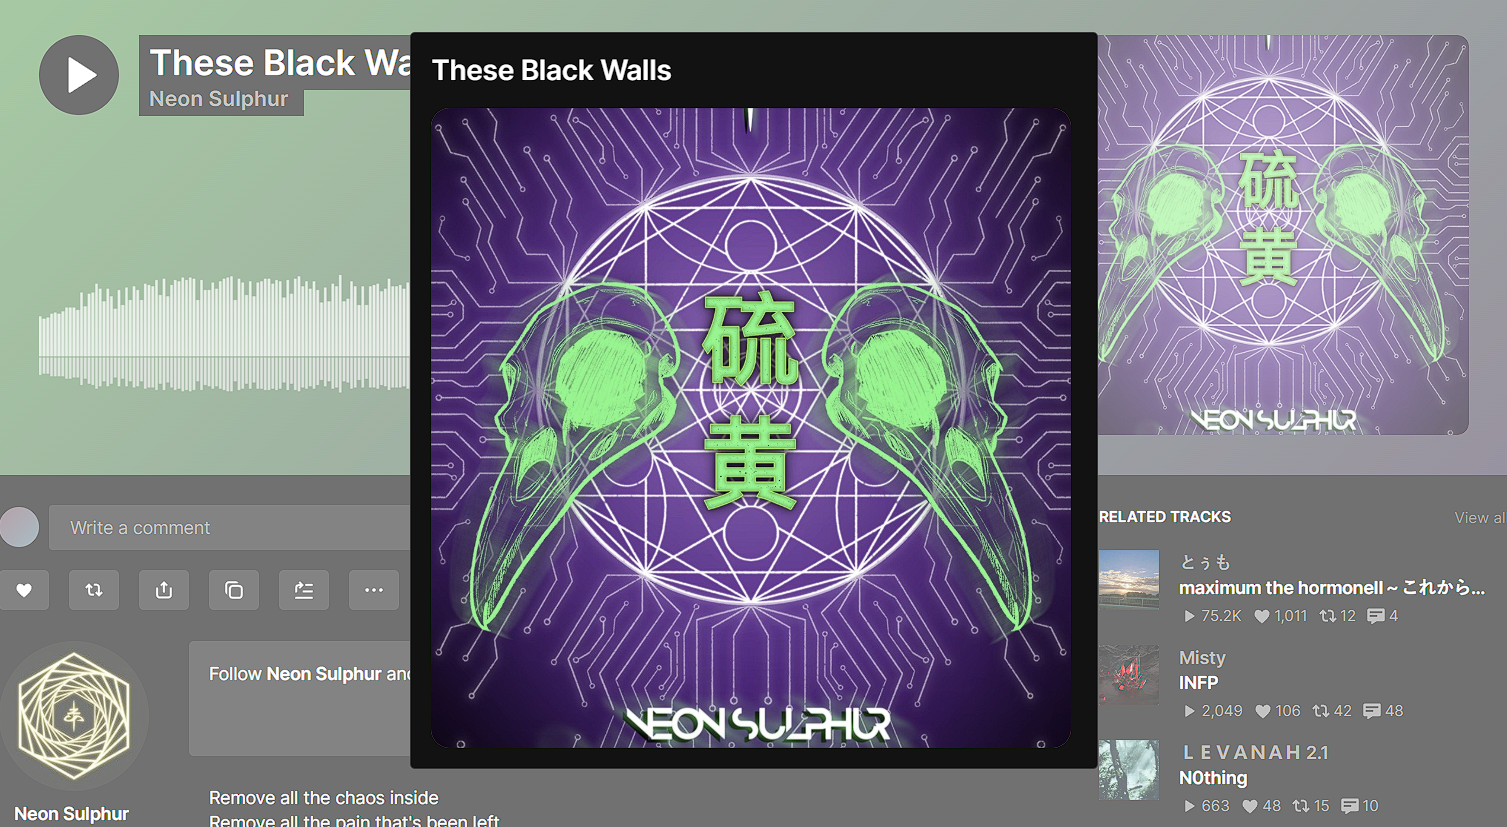 These Black Wa
Neon Sulphur
These Black Walls
硫
黄
NEON SULPHUR
硫
黄
NEON SULPHUR
Write a comment
Follow Neon Sulphur and
Neon Sulphur
Remove all the chaos inside
Remove all the pain that's been left
RELATED TRACKS
View al
とぅも
maximum the hormonell ~ これから...
75.2K 1,011 12 4
Misty
INFP
2,049 106 42 48
ＬＥＶＡＮＡＨ 2.1
N0thing
663 48 15 10